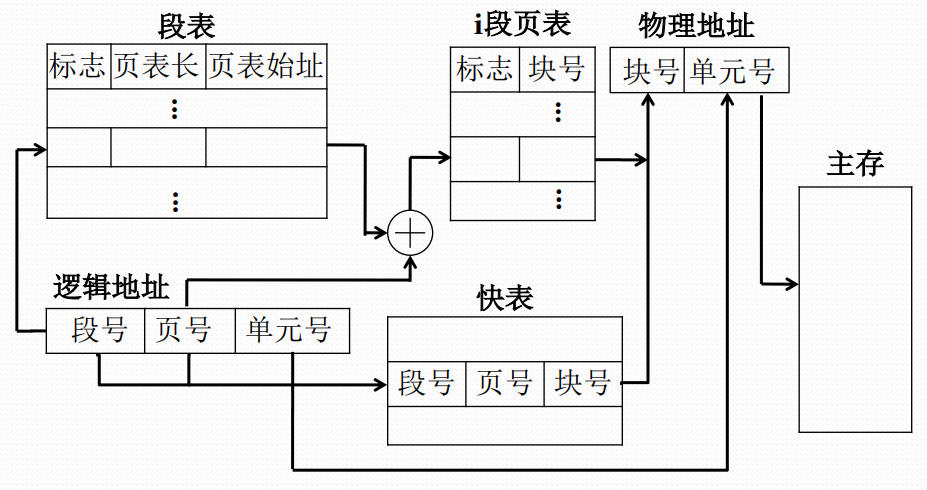 段表
标志 页表长 页表始址
i段页表
标志 块号
物理地址
块号 单元号
主存
逻辑地址
段号 页号 单元号
快表
段号 页号 块号